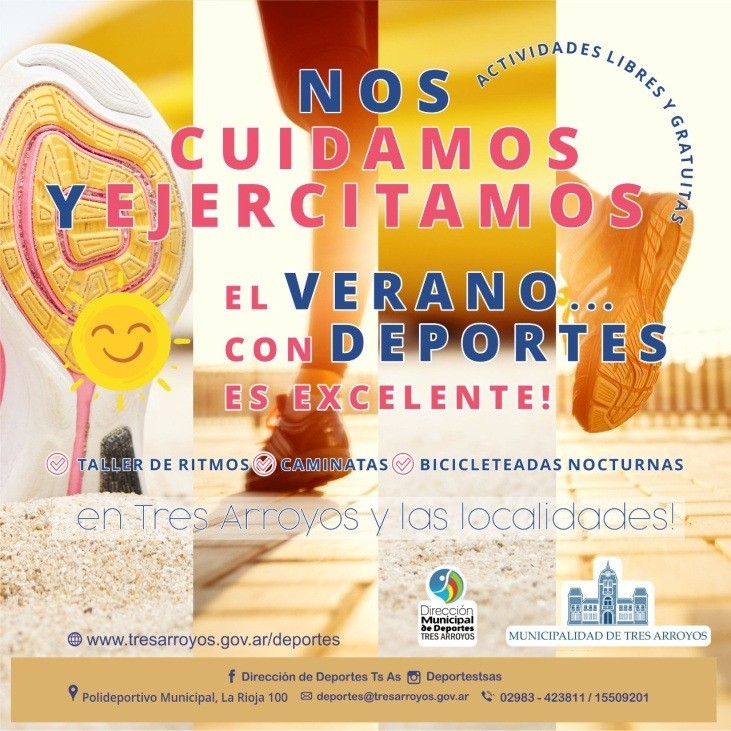 ACTIVIDADES LIBRES Y GRATUITAS
NOS
CUIDAMOS
Y EJERCITAMOS
EL VERANO...
CON DEPORTES
ES EXCELENTE!
TALLER DE RITMOS CAMINATAS BICICLETEADAS NOCTURNAS
en Tres Arroyos y las localidades!
Dirección
Municipal
de Deportes
TRES ARROYOS
MUNICIPALIDAD DE TRES ARROYOS
www.tresarroyos.gov.ar/deportes
Dirección de Deportes Ts As Deportestsas
Polideportivo Municipal, La Rioja 100 deportes@tresarroyos.gov.ar 02983 - 423811 / 15509201